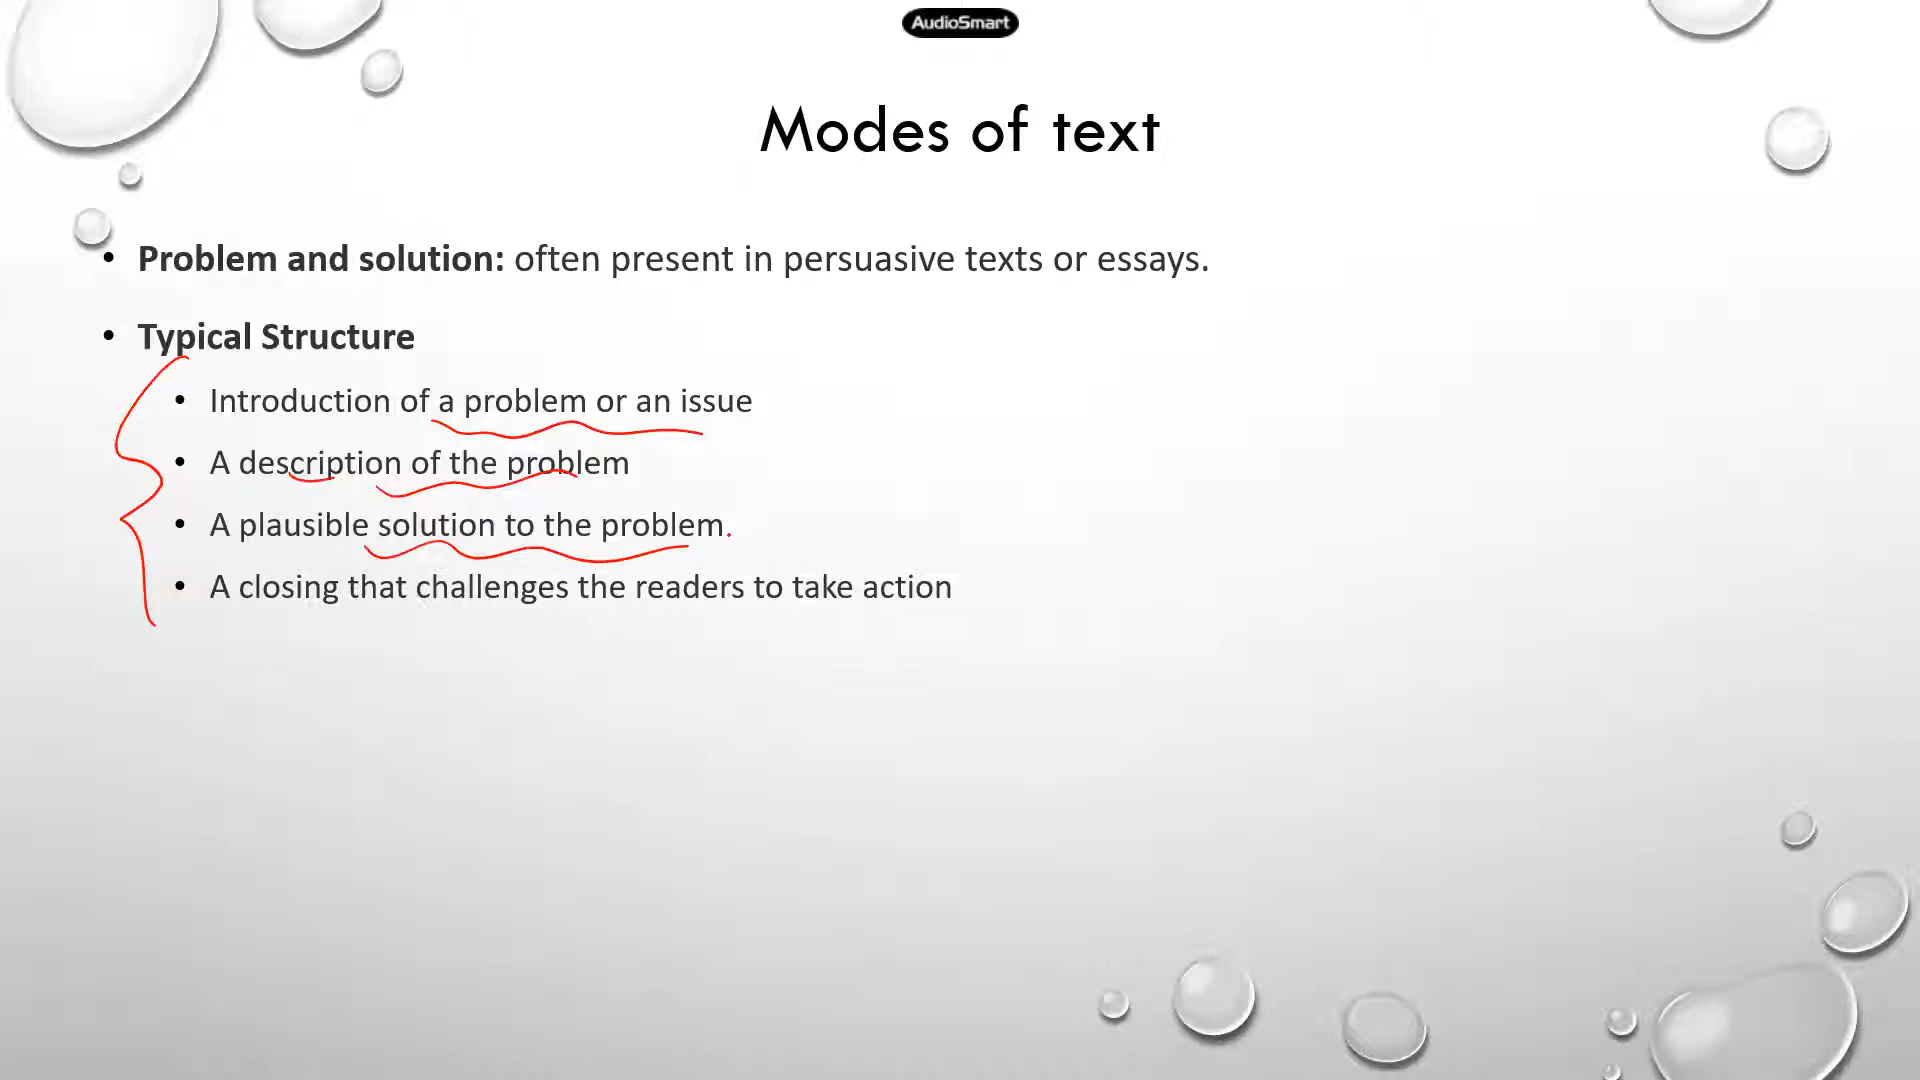 AudioSmart
Modes of text
• Problem and solution: often present in persuasive texts or essays.
• Typical Structure
• Introduction of a problem or an issue
• A description of the problem
• A plausible solution to the problem.
• A closing that challenges the readers to take action